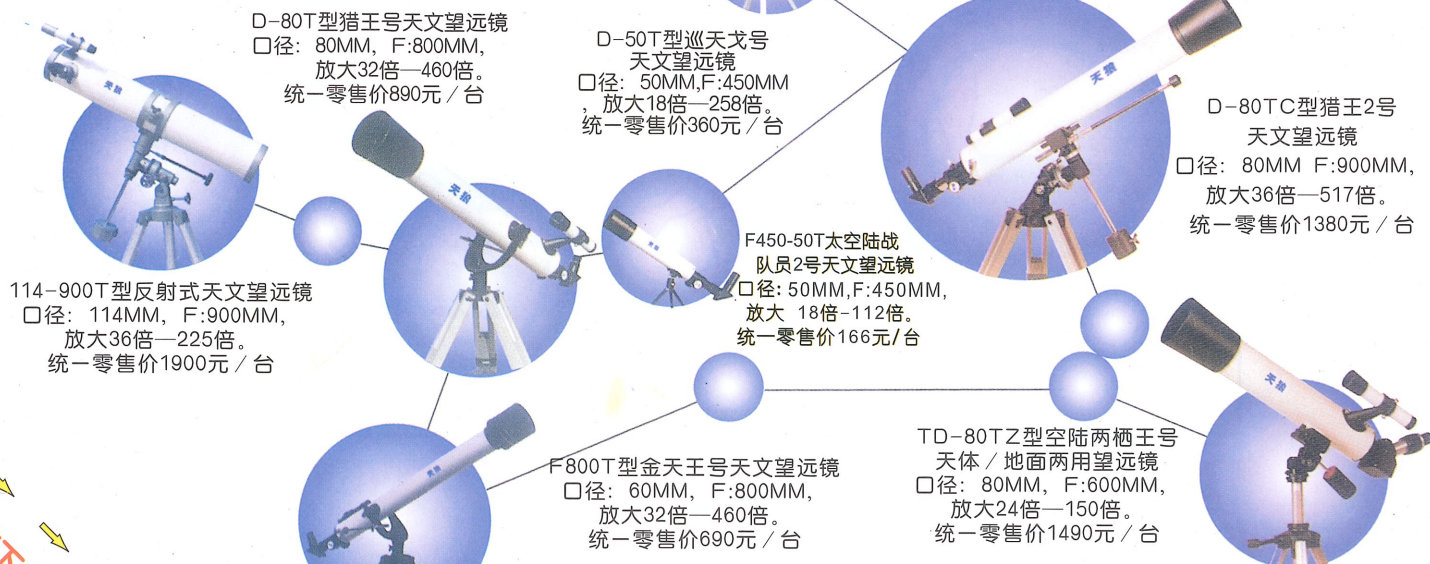 D-80T型猎王号天文望远镜
口径：80MM，F:800MM，
放大32倍—460倍。
统一零售价890元／台
D-50T型巡天戈号
天文望远镜
口径：50MM,F:450MM
，放大18倍—258倍。
统一零售价360元／台
D-80TC型猎王2号
天文望远镜
口径：80MM F:900MM，
放大36倍—517倍。
统一零售价1380元／台
天狼
天狼
天狼
天狼
F450-50T太空陆战
队员2号天文望远镜
口径：50MM,F:450MM，
放大 18倍-112倍。
统一零售价166元/台
114-900T型反射式天文望远镜
口径：114MM，F:900MM，
放大36倍—225倍。
统一零售价1900元／台
天狼
天狼
F800T型金天王号天文望远镜
口径：60MM，F:800MM，
放大32倍—460倍。
统一零售价690元／台
TD-80TZ型空陆两栖王号
天体／地面两用望远镜
口径：80MM，F:600MM，
放大24倍—150倍。
统一零售价1490元／台